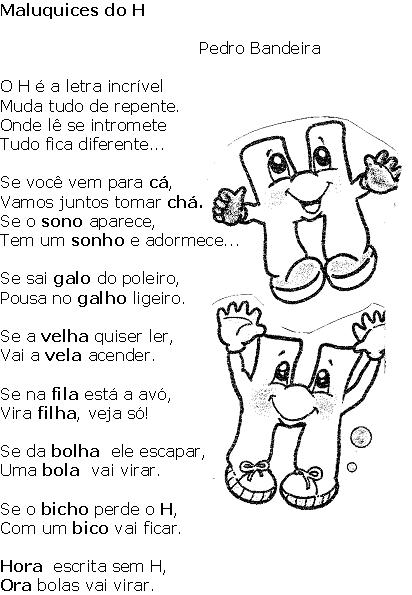 Maluquices do H
Pedro Bandeira
O H é a letra incrível
Muda tudo de repente.
Onde lê se intromete
Tudo fica diferente...
Se você vem para cá,
Vamos juntos tomar chá.
Se o sono aparece,
Tem um sonho e adormece...
Se sai galo do poleiro,
Pousa no galho ligeiro.
Se a velha quiser ler,
Vai a vela acender.
Se na fila está a avó,
Vira filha, veja só!
Se da bolha ele escapar,
Uma bola vai virar.
Se o bicho perde o H,
Com um bico vai ficar.
Hora escrita sem H,
Ora bolas vai virar.